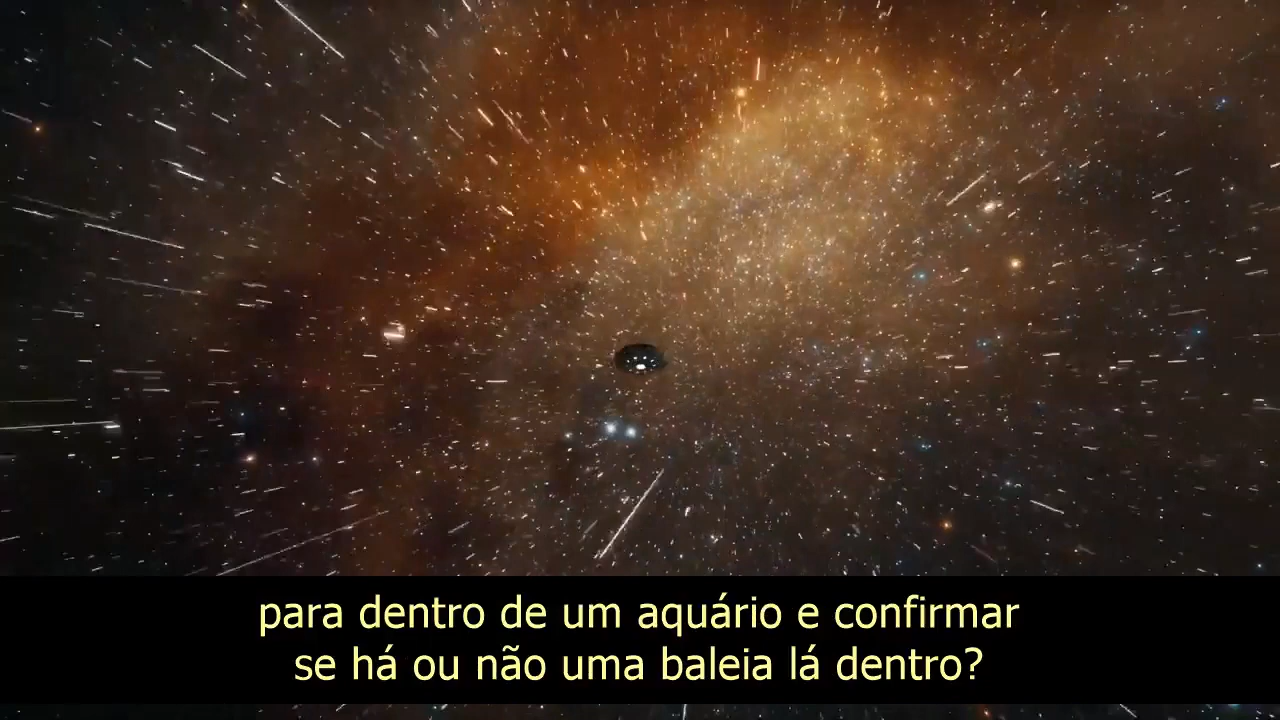 para dentro de um aquário e confirmar
se há ou não uma baleia lá dentro?